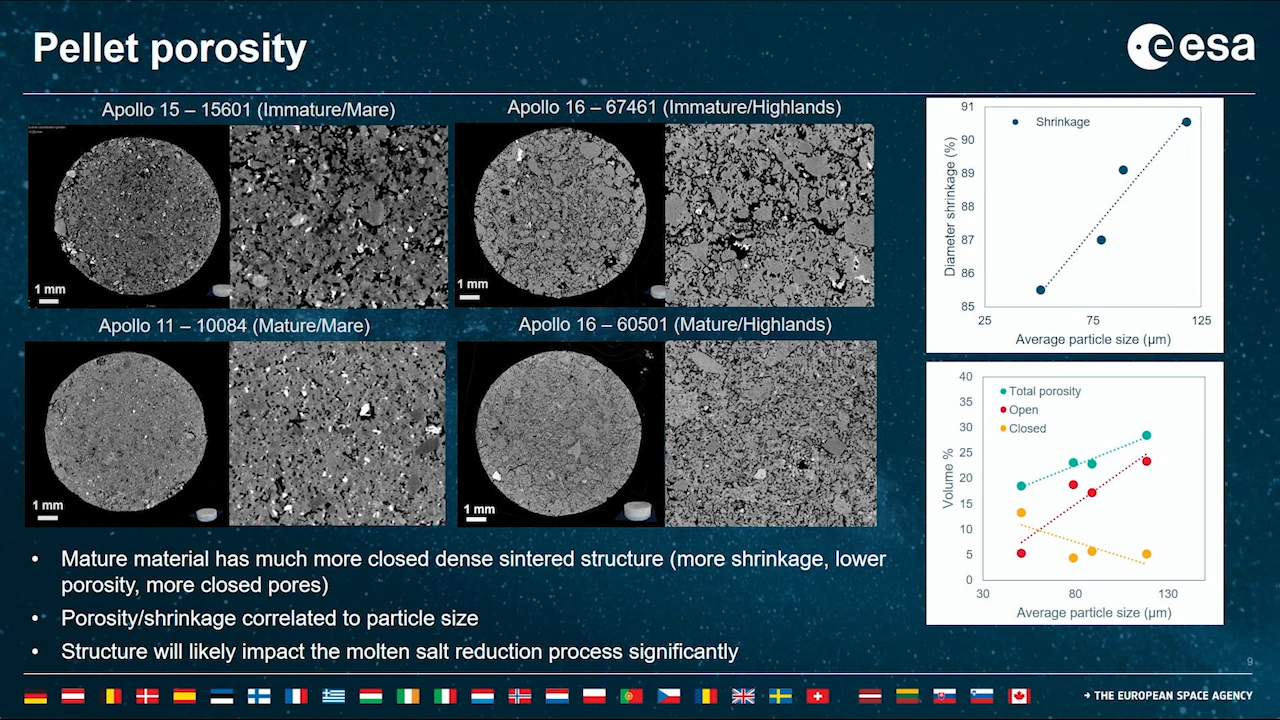 Pellet porosity
esa
Apollo 15 – 15601 (Immature/Mare)
Apollo 16 – 67461 (Immature/Highlands)
1 mm
1 mm
Apollo 11 – 10084 (Mature/Mare)
Apollo 16 – 60501 (Mature/Highlands)
1 mm
1 mm
• Mature material has much more closed dense sintered structure (more shrinkage, lower
porosity, more closed pores)
• Porosity/shrinkage correlated to particle size
• Structure will likely impact the molten salt reduction process significantly
91
90
89
88
87
86
85
Diameter shrinkage (%)
Shrinkage
25 75 125
Average particle size (µm)
40
35
30
25
20
15
10
5
0
Volume %
Total porosity
Open
Closed
30 80 130
Average particle size (µm)
9
→ THE EUROPEAN SPACE AGENCY